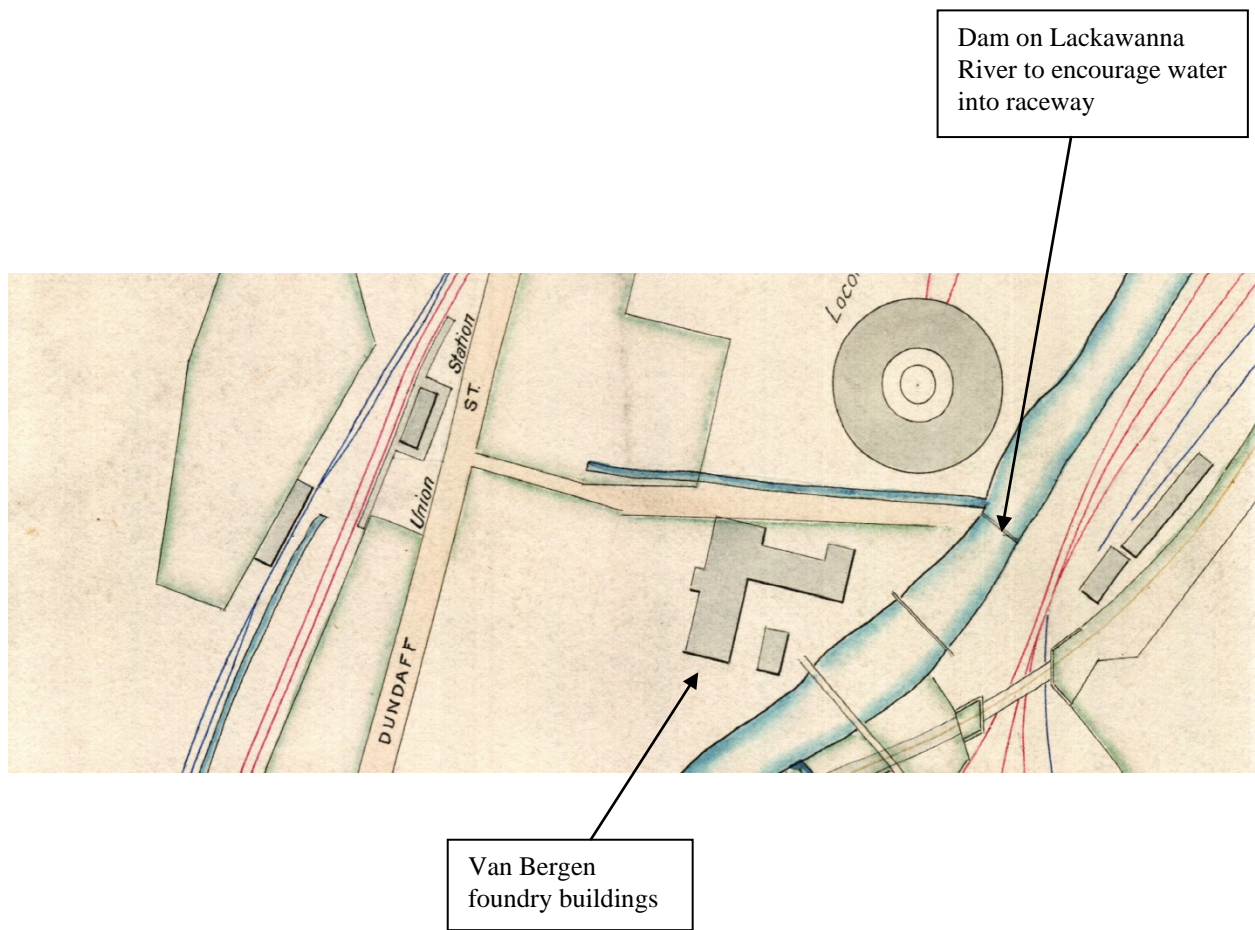 Dam on Lackawanna
River to encourage water
into raceway
Station
Union
ST.
DUNDAFF
Van Bergen
foundry buildings